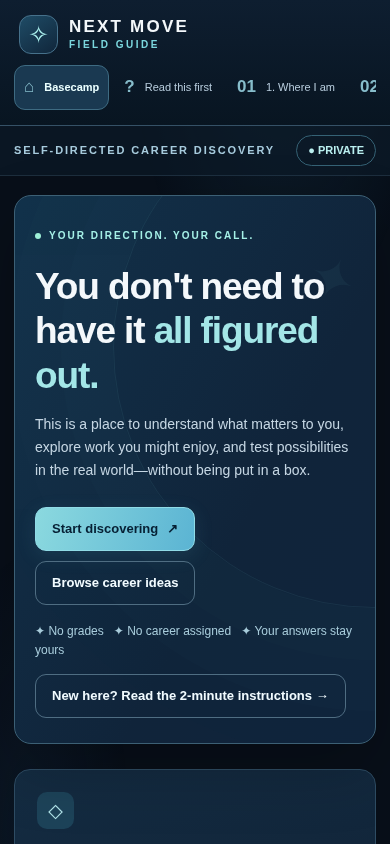 NEXT MOVE
FIELD GUIDE
Basecamp ? Read this first 01 1. Where I am 02
SELF-DIRECTED CAREER DISCOVERY ● PRIVATE
YOUR DIRECTION. YOUR CALL.
You don't need to
have it all figured
out.
This is a place to understand what matters to you,
explore work you might enjoy, and test possibilities
in the real world—without being put in a box.
Start discovering ↗
Browse career ideas
✦ No grades ✦ No career assigned ✦ Your answers stay
yours
New here? Read the 2-minute instructions →